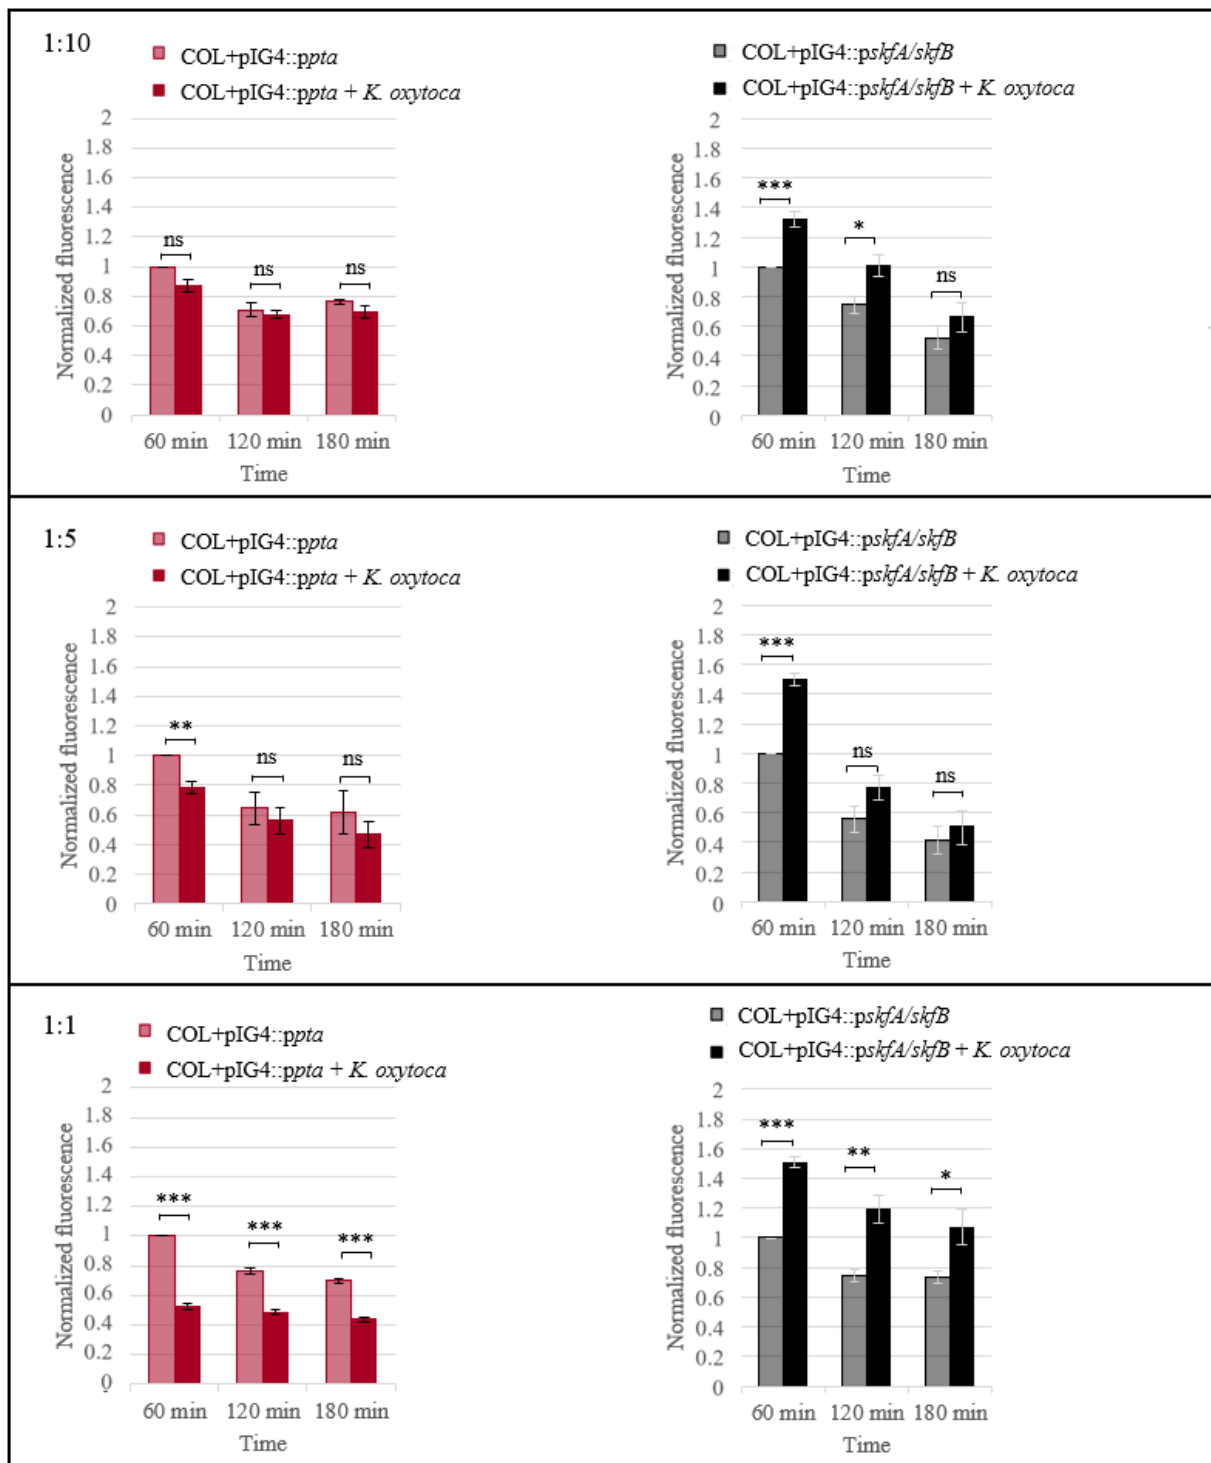 1:10
COL+pIG4::ppta
COL+pIG4::ppta + K. oxytoca
Normalized fluorescence
2
1.8
1.6
1.4
1.2
1
0.8
0.6
0.4
0.2
0
ns
ns
ns
60 min 120 min 180 min
Time
COL+pIG4::pskfA/skfB
COL+pIG4::pskfA/skfB + K. oxytoca
Normalized fluorescence
2
1.8
1.6
1.4
1.2
1
0.8
0.6
0.4
0.2
0
***
*
ns
60 min 120 min 180 min
Time
1:5
COL+pIG4::ppta
COL+pIG4::ppta + K. oxytoca
Normalized fluorescence
2
1.8
1.6
1.4
1.2
1
0.8
0.6
0.4
0.2
0
**
ns
ns
60 min 120 min 180 min
Time
COL+pIG4::pskfA/skfB
COL+pIG4::pskfA/skfB + K. oxytoca
Normalized fluorescence
2
1.8
1.6
1.4
1.2
1
0.8
0.6
0.4
0.2
0
***
ns
ns
60 min 120 min 180 min
Time
1:1
COL+pIG4::ppta
COL+pIG4::ppta + K. oxytoca
Normalized fluorescence
2
1.8
1.6
1.4
1.2
1
0.8
0.6
0.4
0.2
0
***
***
***
60 min 120 min 180 min
Time
COL+pIG4::pskfA/skfB
COL+pIG4::pskfA/skfB + K. oxytoca
Normalized fluorescence
2
1.8
1.6
1.4
1.2
1
0.8
0.6
0.4
0.2
0
***
**
*
60 min 120 min 180 min
Time